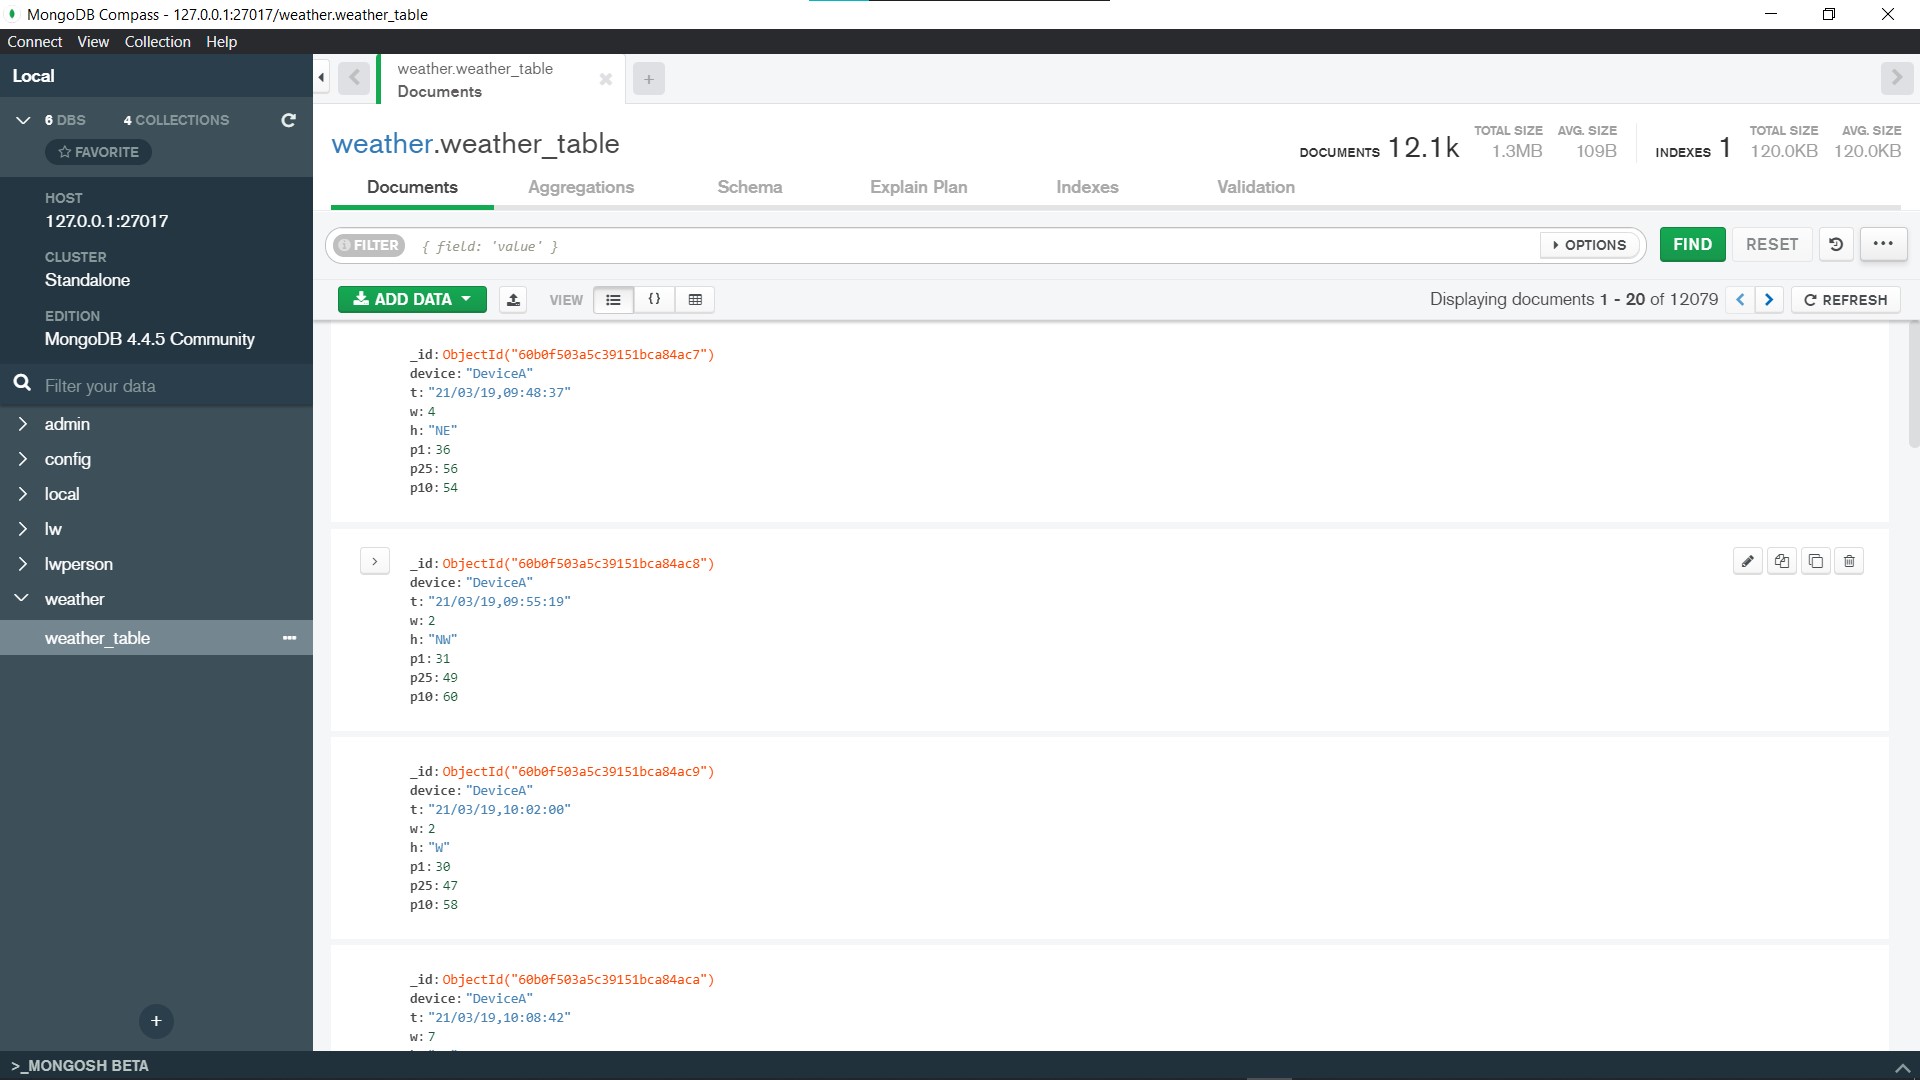 MongoDB Compass - 127.0.0.1:27017/weather.weather_table
Connect View Collection Help
Local
6 DBS 4 COLLECTIONS
FAVORITE
HOST
127.0.0.1:27017
CLUSTER
Standalone
EDITION
MongoDB 4.4.5 Community
Filter your data
admin
config
local
lw
lwperson
weather
weather_table
>_MONGOSH BETA
weather.weather_table
Documents
weather.weather_table
DOCUMENTS 12.1k TOTAL SIZE 1.3MB AVG. SIZE 109B INDEXES 1 TOTAL SIZE 120.0KB AVG. SIZE 120.0KB
Documents Aggregations Schema Explain Plan Indexes Validation
FILTER { field: 'value' } OPTIONS FIND RESET
ADD DATA VIEW Displaying documents 1 - 20 of 12079 REFRESH
_id: ObjectId("60b0f503a5c39151bca84ac7")
device: "DeviceA"
t: "21/03/19,09:48:37"
w: 4
h: "NE"
p1: 36
p25: 56
p10: 54
_id: ObjectId("60b0f503a5c39151bca84ac8")
device: "DeviceA"
t: "21/03/19,09:55:19"
w: 2
h: "NW"
p1: 31
p25: 49
p10: 60
_id: ObjectId("60b0f503a5c39151bca84ac9")
device: "DeviceA"
t: "21/03/19,10:02:00"
w: 2
h: "W"
p1: 30
p25: 47
p10: 58
_id: ObjectId("60b0f503a5c39151bca84aca")
device: "DeviceA"
t: "21/03/19,10:08:42"
w: 7